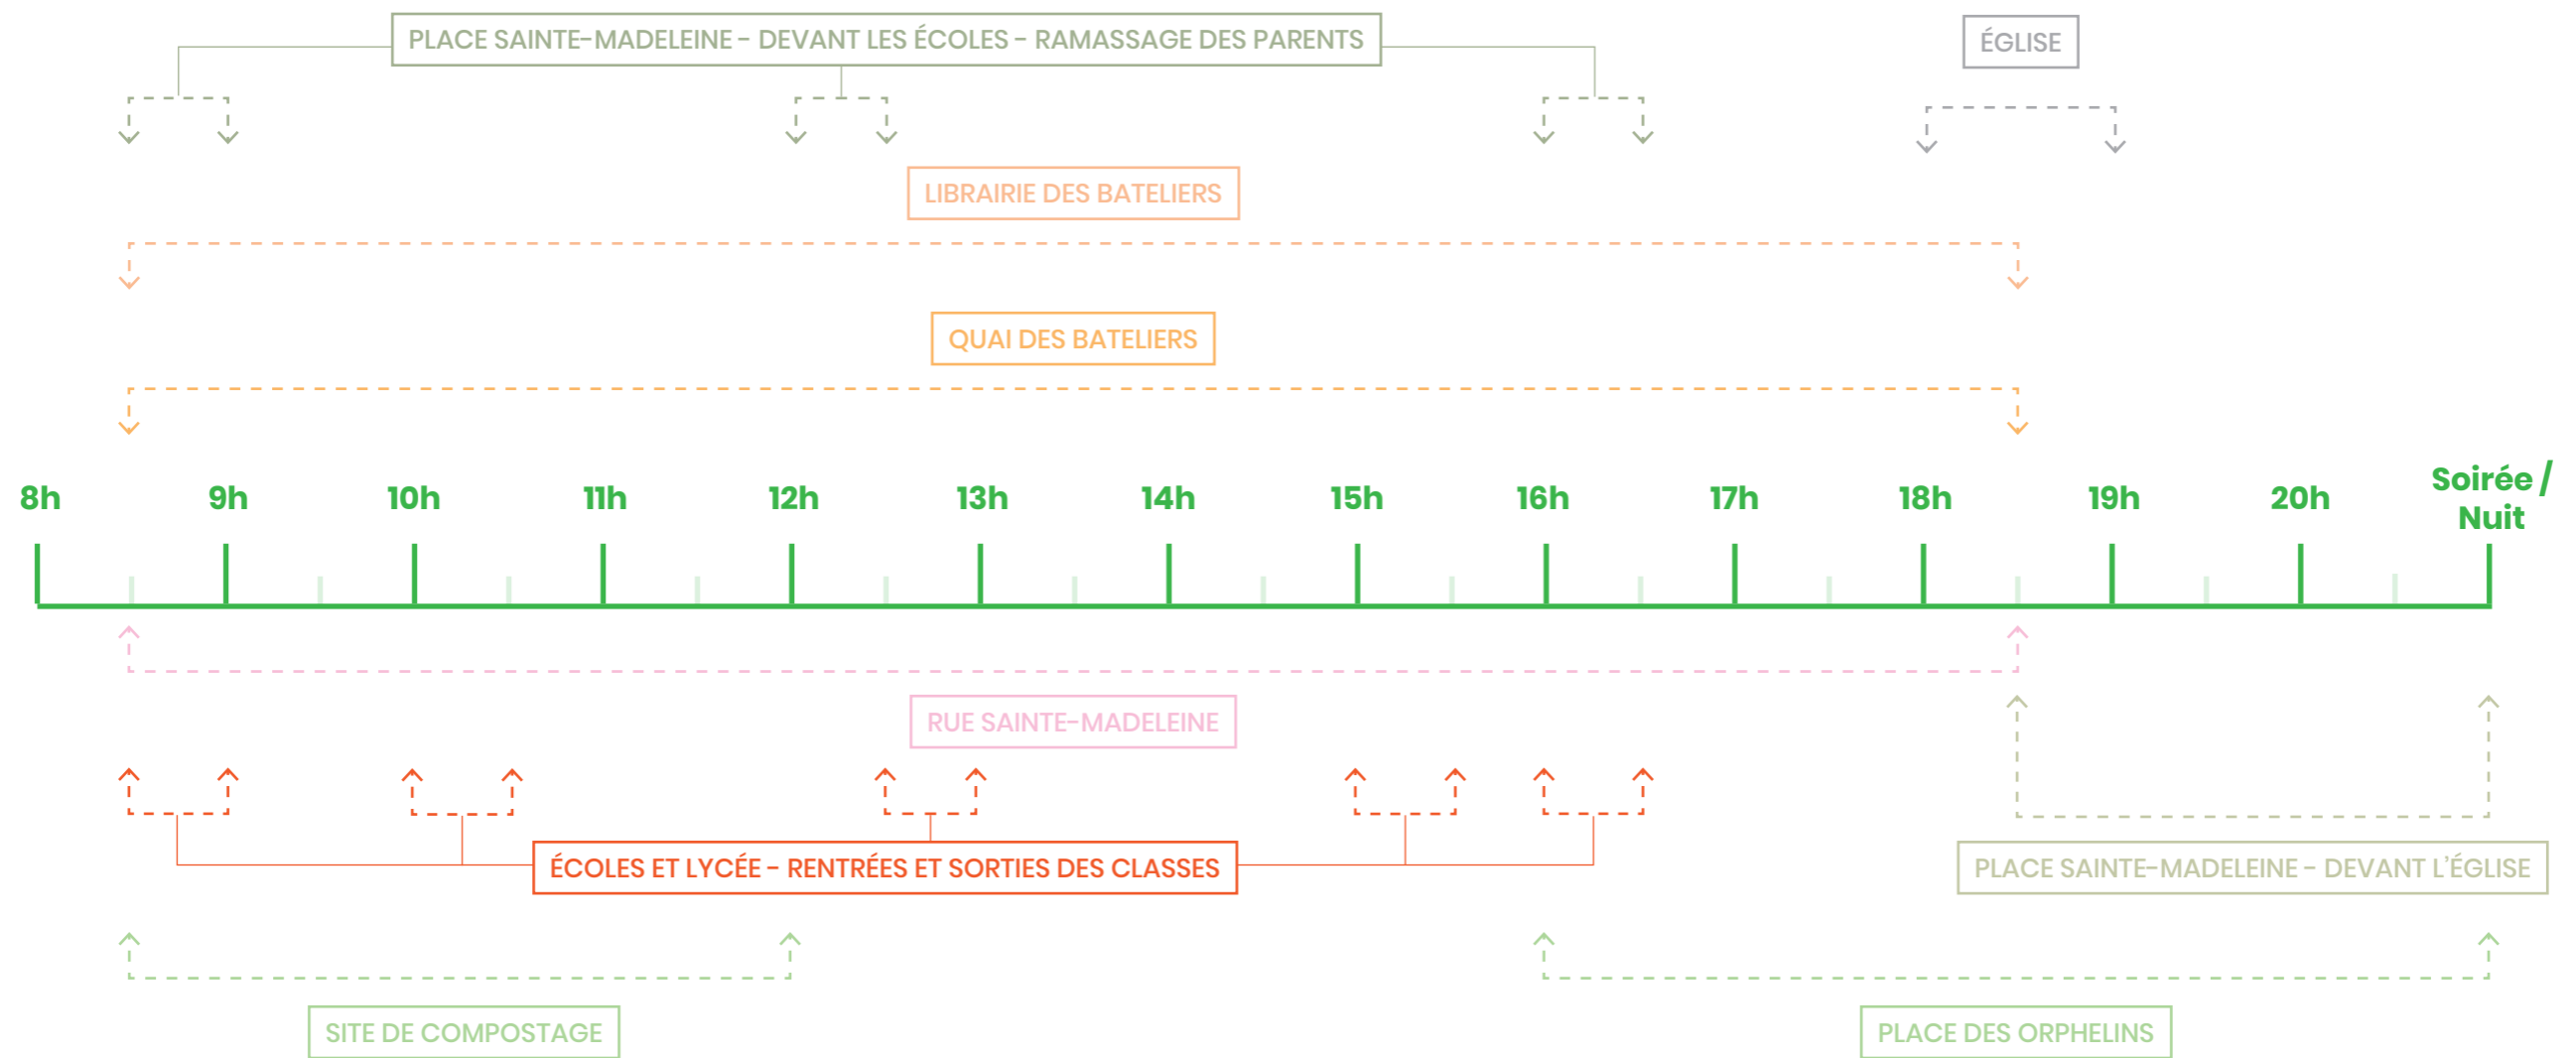 PLACE SAINTE-MADELEINE - DEVANT LES ÉCOLES - RAMASSAGE DES PARENTS
ÉGLISE
LIBRAIRIE DES BATELIERS
QUAI DES BATELIERS
8h
9h
10h
11h
12h
13h
14h
15h
16h
17h
18h
19h
20h
Soirée /
Nuit
RUE SAINTE-MADELEINE
ÉCOLES ET LYCÉE - RENTRÉES ET SORTIES DES CLASSES
PLACE SAINTE-MADELEINE - DEVANT L'ÉGLISE
SITE DE COMPOSTAGE
PLACE DES ORPHELINS